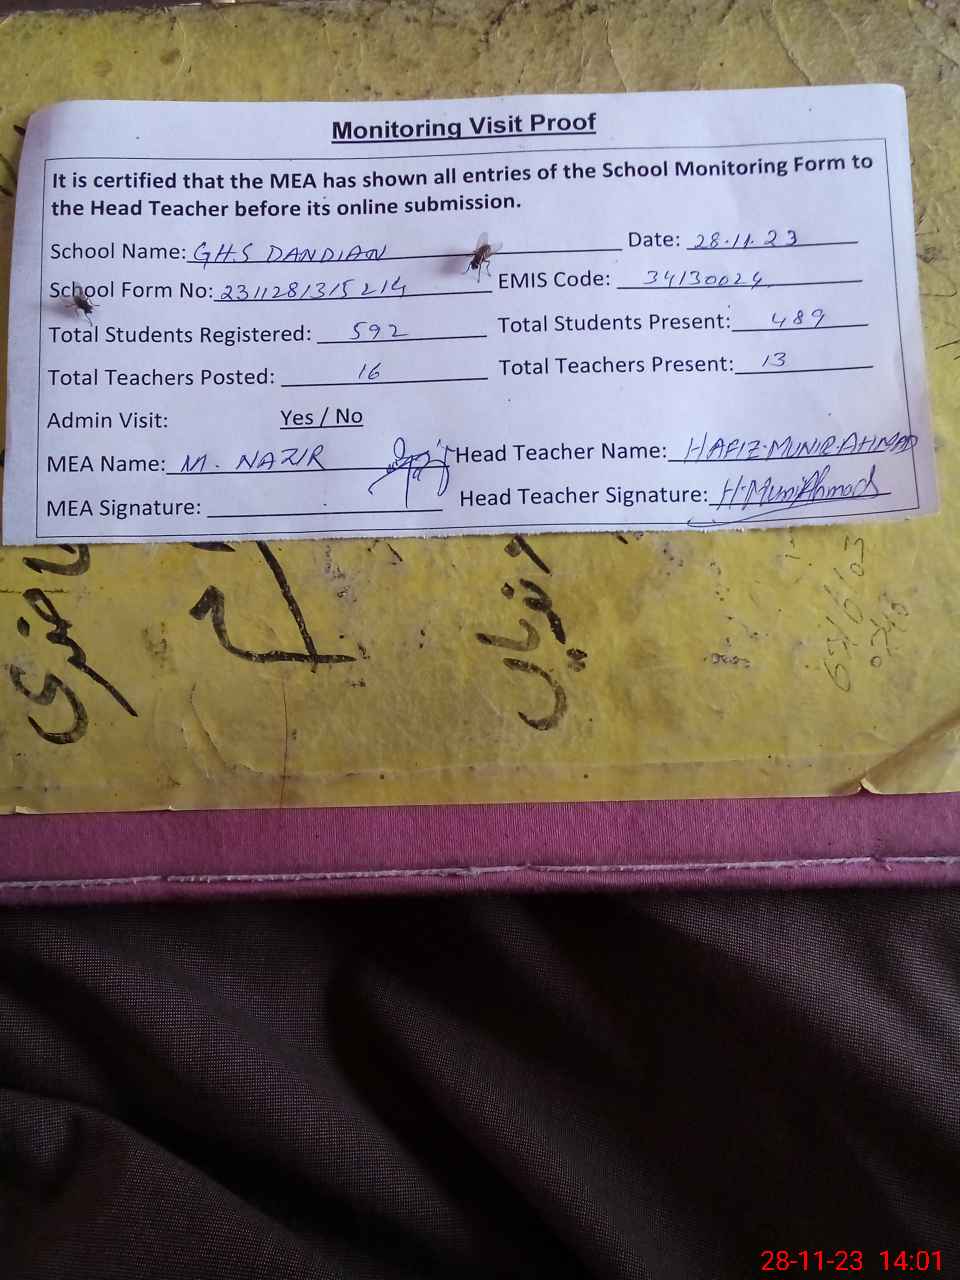 Monitoring Visit Proof
It is certified that the MEA has shown all entries of the School Monitoring Form to
the Head Teacher before its online submission.
School Name: GHS DANDIAN Date: 28.11.23
School Form No: 2311281315214 EMIS Code: 34130024
Total Students Registered: 592 Total Students Present: 489
Total Teachers Posted: 16 Total Teachers Present: 13
Admin Visit: Yes / No
MEA Name: M. NAZIR Head Teacher Name: HAFIZ.MUNIR.AHMAD
MEA Signature: Head Teacher Signature: H.MunirAhmad
28-11-23 14:01